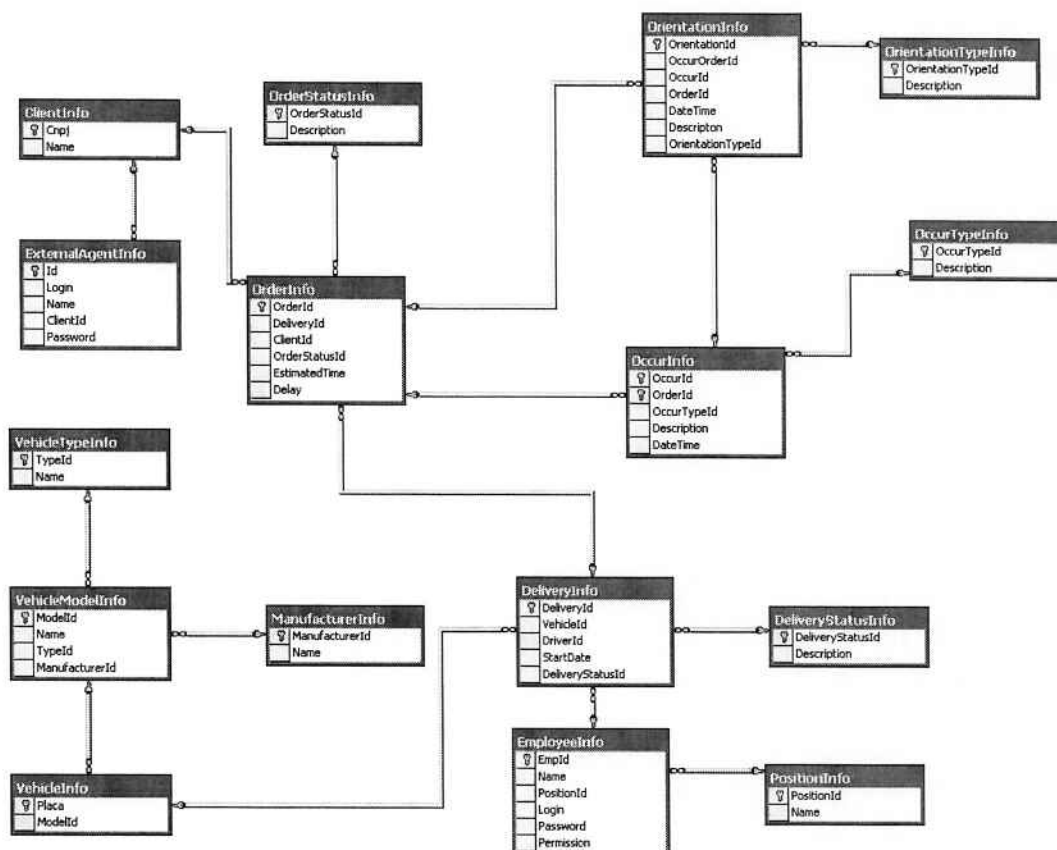 OrientationInfo
OrientationId
OccurOrderId
OccurId
OrderId
DateTime
Descripton
OrientationTypeId
OrientationTypeInfo
OrientationTypeId
Description
OrderStatusInfo
OrderStatusId
Description
ClientInfo
Cnpj
Name
ExternalAgentInfo
Id
Login
Name
ClientId
Password
OrderInfo
OrderId
DeliveryId
ClientId
OrderStatusId
EstimatedTime
Delay
OccurTypeInfo
OccurTypeId
Description
OccurInfo
OccurId
OrderId
OccurTypeId
Description
DateTime
VehicleTypeInfo
TypeId
Name
VehicleModelInfo
ModelId
Name
TypeId
ManufacturerId
ManufacturerInfo
ManufacturerId
Name
DeliveryInfo
DeliveryId
VehicleId
DriverId
StartDate
DeliveryStatusId
DeliveryStatusInfo
DeliveryStatusId
Description
VehicleInfo
Placa
ModelId
EmployeeInfo
EmpId
Name
PositionId
Login
Password
Permission
PositionInfo
PositionId
Name